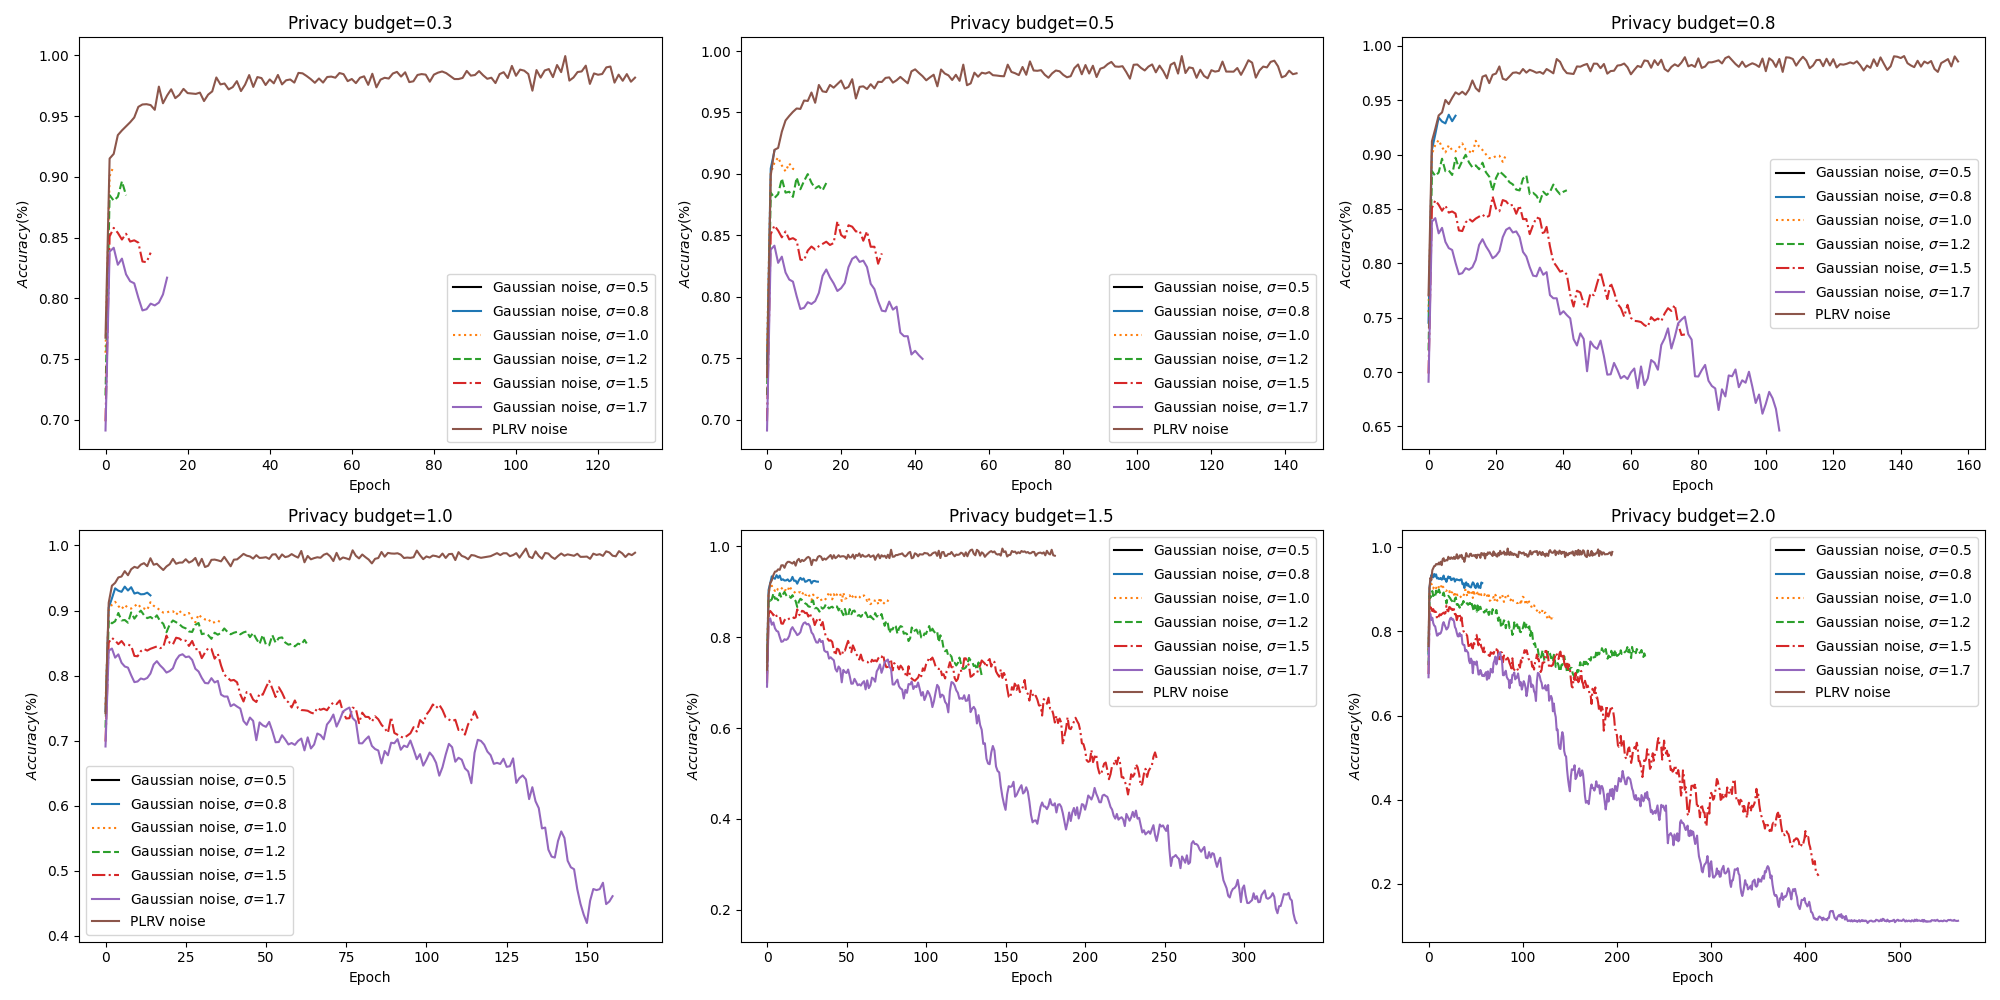 Privacy budget=0.3
1.00
0.95
0.90
0.85
0.80
0.75
0.70
Accuracy(%)
0 20 40 60 80 100 120
Epoch
Gaussian noise, σ=0.5
Gaussian noise, σ=0.8
Gaussian noise, σ=1.0
Gaussian noise, σ=1.2
Gaussian noise, σ=1.5
Gaussian noise, σ=1.7
PLRV noise
Privacy budget=0.5
1.00
0.95
0.90
0.85
0.80
0.75
0.70
Accuracy(%)
0 20 40 60 80 100 120 140
Epoch
Gaussian noise, σ=0.5
Gaussian noise, σ=0.8
Gaussian noise, σ=1.0
Gaussian noise, σ=1.2
Gaussian noise, σ=1.5
Gaussian noise, σ=1.7
PLRV noise
Privacy budget=0.8
1.00
0.95
0.90
0.85
0.80
0.75
0.70
0.65
Accuracy(%)
0 20 40 60 80 100 120 140 160
Epoch
Gaussian noise, σ=0.5
Gaussian noise, σ=0.8
Gaussian noise, σ=1.0
Gaussian noise, σ=1.2
Gaussian noise, σ=1.5
Gaussian noise, σ=1.7
PLRV noise
Privacy budget=1.0
1.0
0.9
0.8
0.7
0.6
0.5
0.4
Accuracy(%)
0 25 50 75 100 125 150
Epoch
Gaussian noise, σ=0.5
Gaussian noise, σ=0.8
Gaussian noise, σ=1.0
Gaussian noise, σ=1.2
Gaussian noise, σ=1.5
Gaussian noise, σ=1.7
PLRV noise
Privacy budget=1.5
1.0
0.8
0.6
0.4
0.2
Accuracy(%)
0 50 100 150 200 250 300
Epoch
Gaussian noise, σ=0.5
Gaussian noise, σ=0.8
Gaussian noise, σ=1.0
Gaussian noise, σ=1.2
Gaussian noise, σ=1.5
Gaussian noise, σ=1.7
PLRV noise
Privacy budget=2.0
1.0
0.8
0.6
0.4
0.2
Accuracy(%)
0 100 200 300 400 500
Epoch
Gaussian noise, σ=0.5
Gaussian noise, σ=0.8
Gaussian noise, σ=1.0
Gaussian noise, σ=1.2
Gaussian noise, σ=1.5
Gaussian noise, σ=1.7
PLRV noise